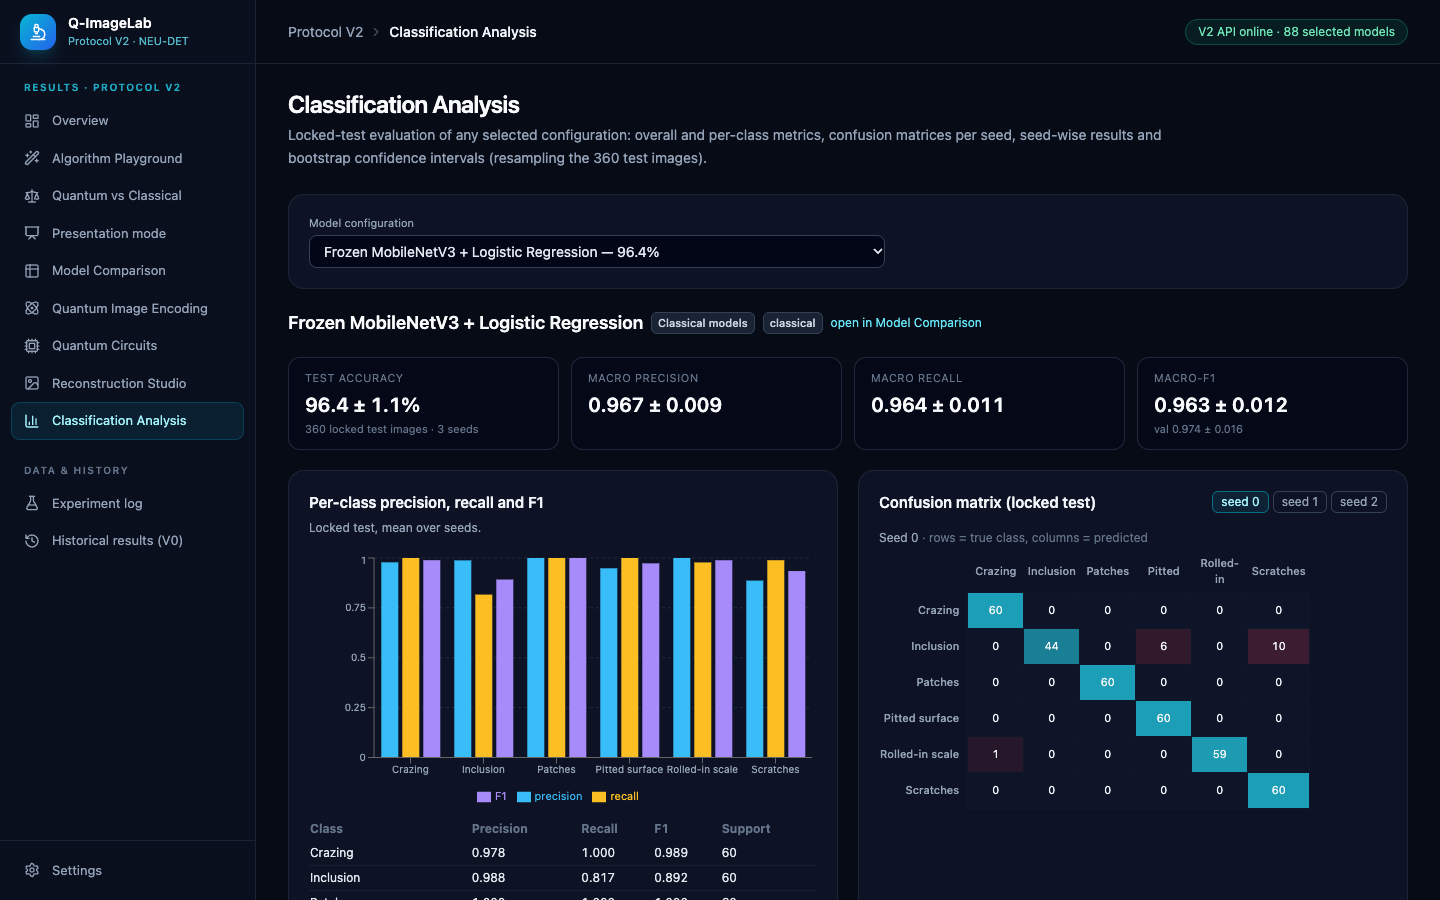 Q-ImageLab
Protocol V2 · NEU-DET
RESULTS · PROTOCOL V2
Overview
Algorithm Playground
Quantum vs Classical
Presentation mode
Model Comparison
Quantum Image Encoding
Quantum Circuits
Reconstruction Studio
Classification Analysis
DATA & HISTORY
Experiment log
Historical results (V0)
Settings
Protocol V2 > Classification Analysis
V2 API online · 88 selected models
Classification Analysis
Locked-test evaluation of any selected configuration: overall and per-class metrics, confusion matrices per seed, seed-wise results and
bootstrap confidence intervals (resampling the 360 test images).
Model configuration
Frozen MobileNetV3 + Logistic Regression — 96.4%
Frozen MobileNetV3 + Logistic Regression Classical models classical open in Model Comparison
TEST ACCURACY
96.4 ± 1.1%
360 locked test images · 3 seeds
MACRO PRECISION
0.967 ± 0.009
MACRO RECALL
0.964 ± 0.011
MACRO-F1
0.963 ± 0.012
val 0.974 ± 0.016
Per-class precision, recall and F1
Locked test, mean over seeds.
1
0.75
0.5
0.25
0
Crazing Inclusion Patches Pitted surface Rolled-in scale Scratches
F1 precision recall
Class Precision Recall F1 Support
Crazing 0.978 1.000 0.989 60
Inclusion 0.988 0.817 0.892 60
Confusion matrix (locked test)
seed 0 seed 1 seed 2
Seed 0 · rows = true class, columns = predicted
Crazing Inclusion Patches Pitted Rolled-in Scratches
Crazing 60 0 0 0 0 0
Inclusion 0 44 0 6 0 10
Patches 0 0 60 0 0 0
Pitted surface 0 0 0 60 0 0
Rolled-in scale 1 0 0 0 59 0
Scratches 0 0 0 0 0 60